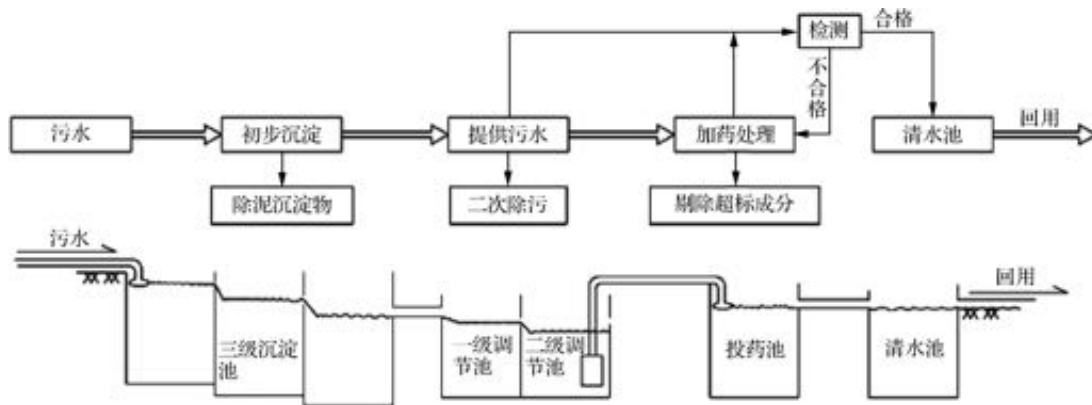 检测
合格
不合格
污水
初步沉淀
提供污水
加药处理
清水池
回用
除泥沉淀物
二次除污
剔除超标成分
污水
回用
三级沉淀
池
一级调
节池
二级调
节池
投药池
清水池